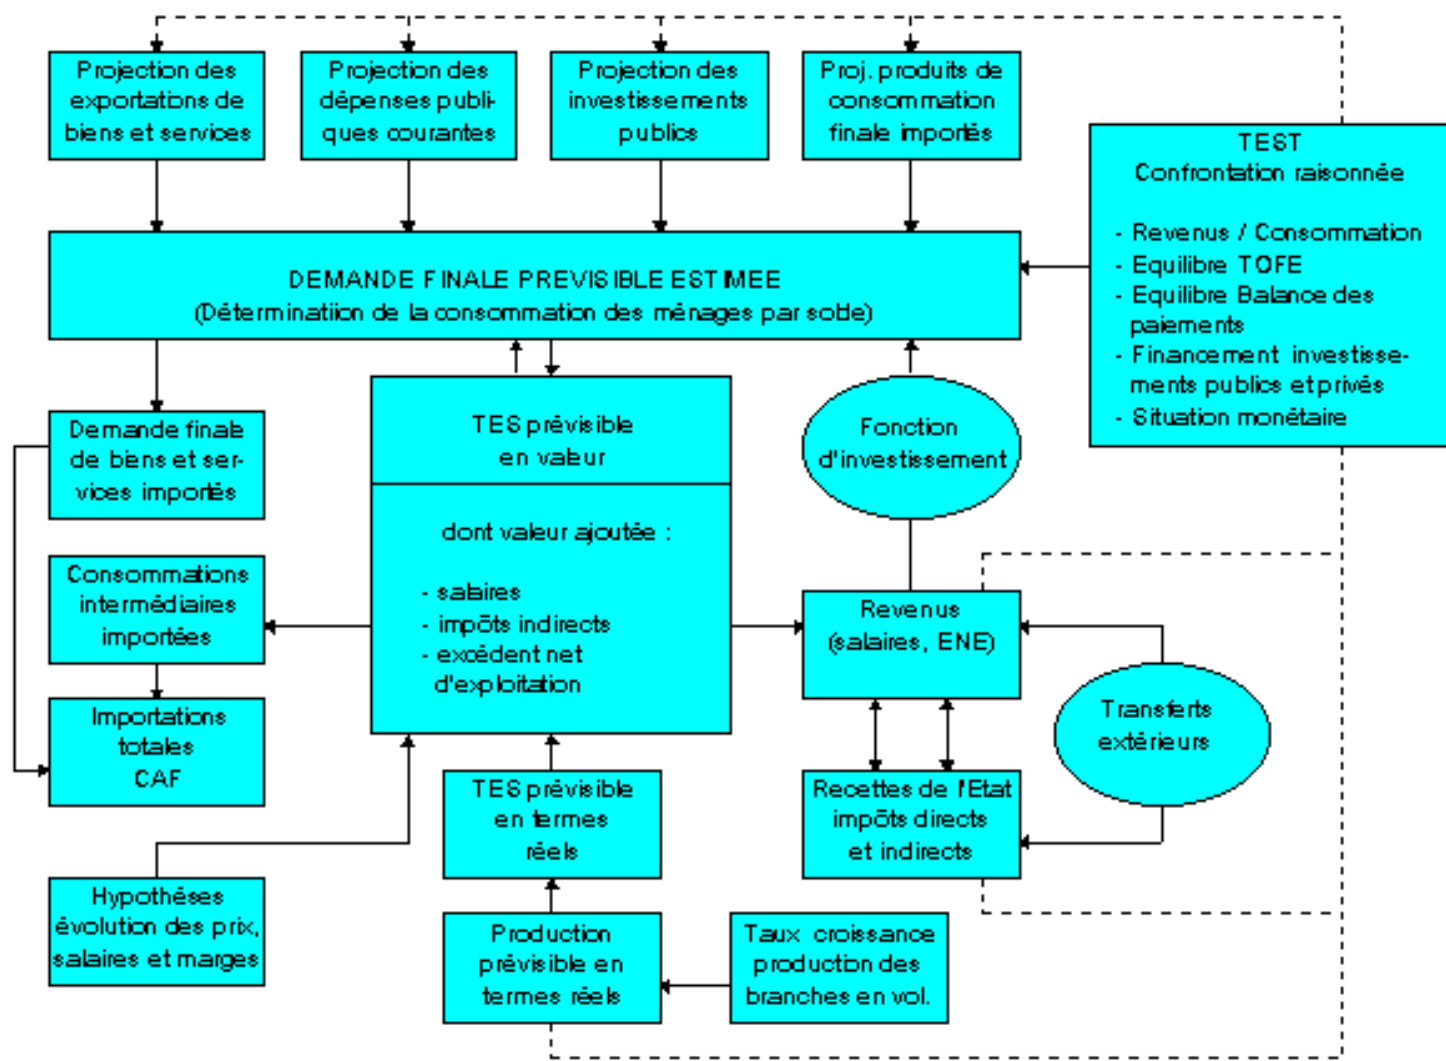 Projection des
exportations de
biens et services
Projection des
dépenses publi-
ques courantes
Projection des
investissements
publics
Proj. produits de
consommation
finale importés
TEST
Confrontation raisonnée
- Revenus / Consommation
- Equilibre TOFE
- Equilibre Balance des
paiements
- Financement investisse-
ments publics et privés
- Situation monétaire
DEMANDE FINALE PREVISIBLE ESTIMEE
(Déterminatiion de la consommation des ménages par solde)
Demande finale
de biens et ser-
vices importés
TES prévisible
en valeur
dont valeur ajoutée :
- salaires
- impôts indirects
- excédent net
d'exploitation
Fonction
d'investissement
Consommations
intermédiaires
importées
Revenus
(salaires, ENE)
Importations
totales
CAF
Transferts
extérieurs
TES prévisible
en termes
réels
Recettes de l'Etat
impôts directs
et indirects
Hypothéses
évolution des prix,
salaires et marges
Production
prévisible en
termes réels
Taux croissance
production des
branches en vol.